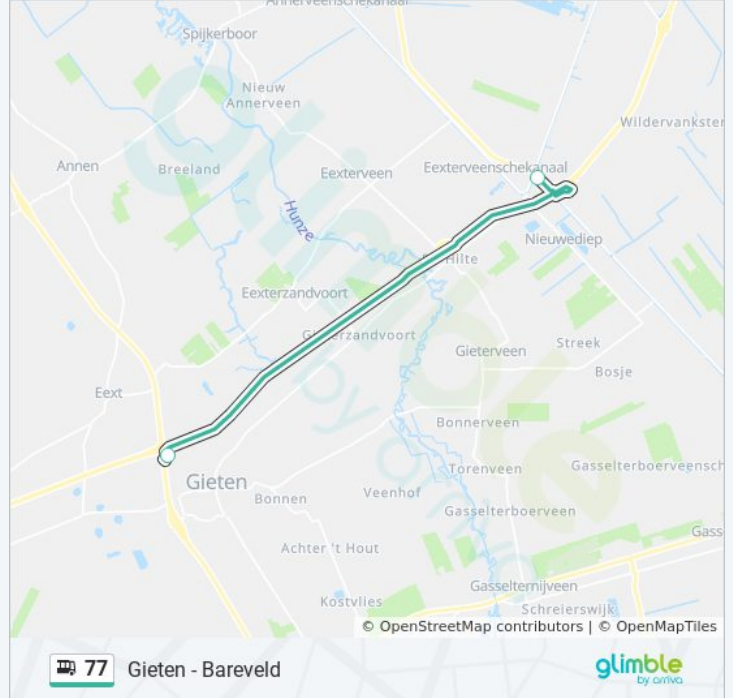 Annerveenschekanaal
Spijkerboor
Nieuw
Annerveen
Wildervankster
Annen
Breeland
Eexterveen
Eexterveenschekanaal
Hunze
Nieuwediep
Hilte
Eexterzandvoort
Gieterzandvoort
Streek
Gieterveen
Bosje
Eext
Bonnerveen
Torenveen
Gasselterboerveensch
Gieten
Bonnen
Veenhof
Gasselterboerveen
Gass
Achter 't Hout
Gasselternijveen
Kostvlies
Schreierswijk
© OpenStreetMap contributors | © OpenMapTiles
77 Gieten - Bareveld
glimble
by arriva